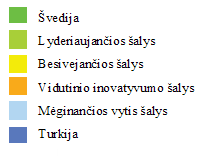 Švedija
Lyderiaujančios šalys
Besivejančios šalys
Vidutinio inovatyvumo šalys
Mėginančios vytis šalys
Turkija